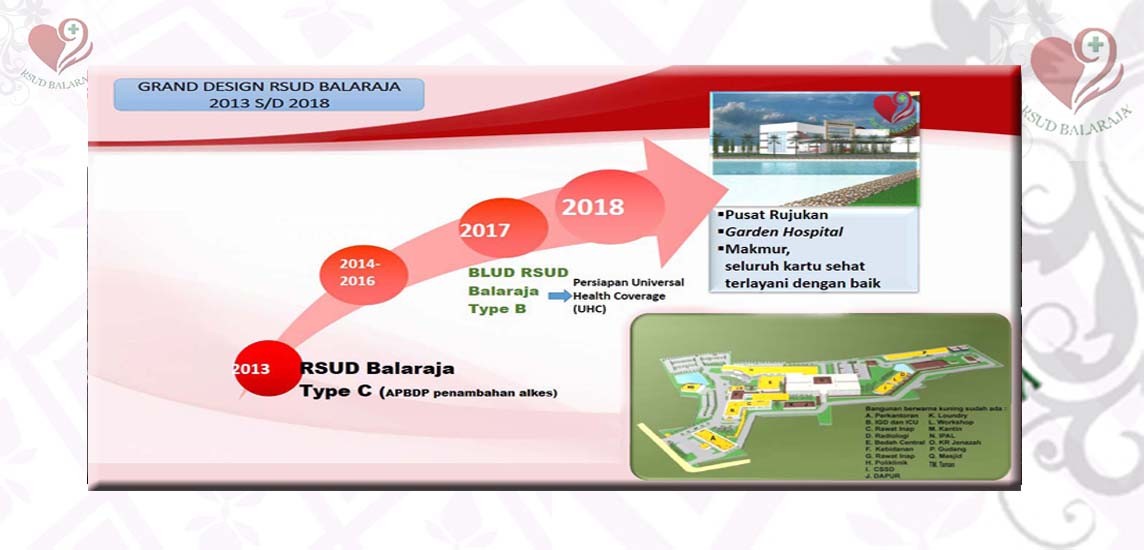 RSUD BALARAJA
RSUD BALARAJA
GRAND DESIGN RSUD BALARAJA
2013 S/D 2018
2018
2017
2014-
2016
2013
▪Pusat Rujukan
▪Garden Hospital
▪Makmur,
seluruh kartu sehat
terlayani dengan baik
BLUD RSUD
Balaraja
Type B
Persiapan Universal
Health Coverage
(UHC)
RSUD Balaraja
Type C (APBDP penambahan alkes)
Bangunan berwarna kuning sudah ada :
A. Perkantoran K. Loundry
B. IGD dan ICU L. Workshop
C. Rawat Inap M. Kantin
D. Radiologi N. IPAL
E. Bedah Central O. KR Jenazah
F. Kebidanan P. Gudang
G. Rawat Inap Q. Mesjid
H. Poliklinik TM. Taman
I. CSSD
J. DAPUR